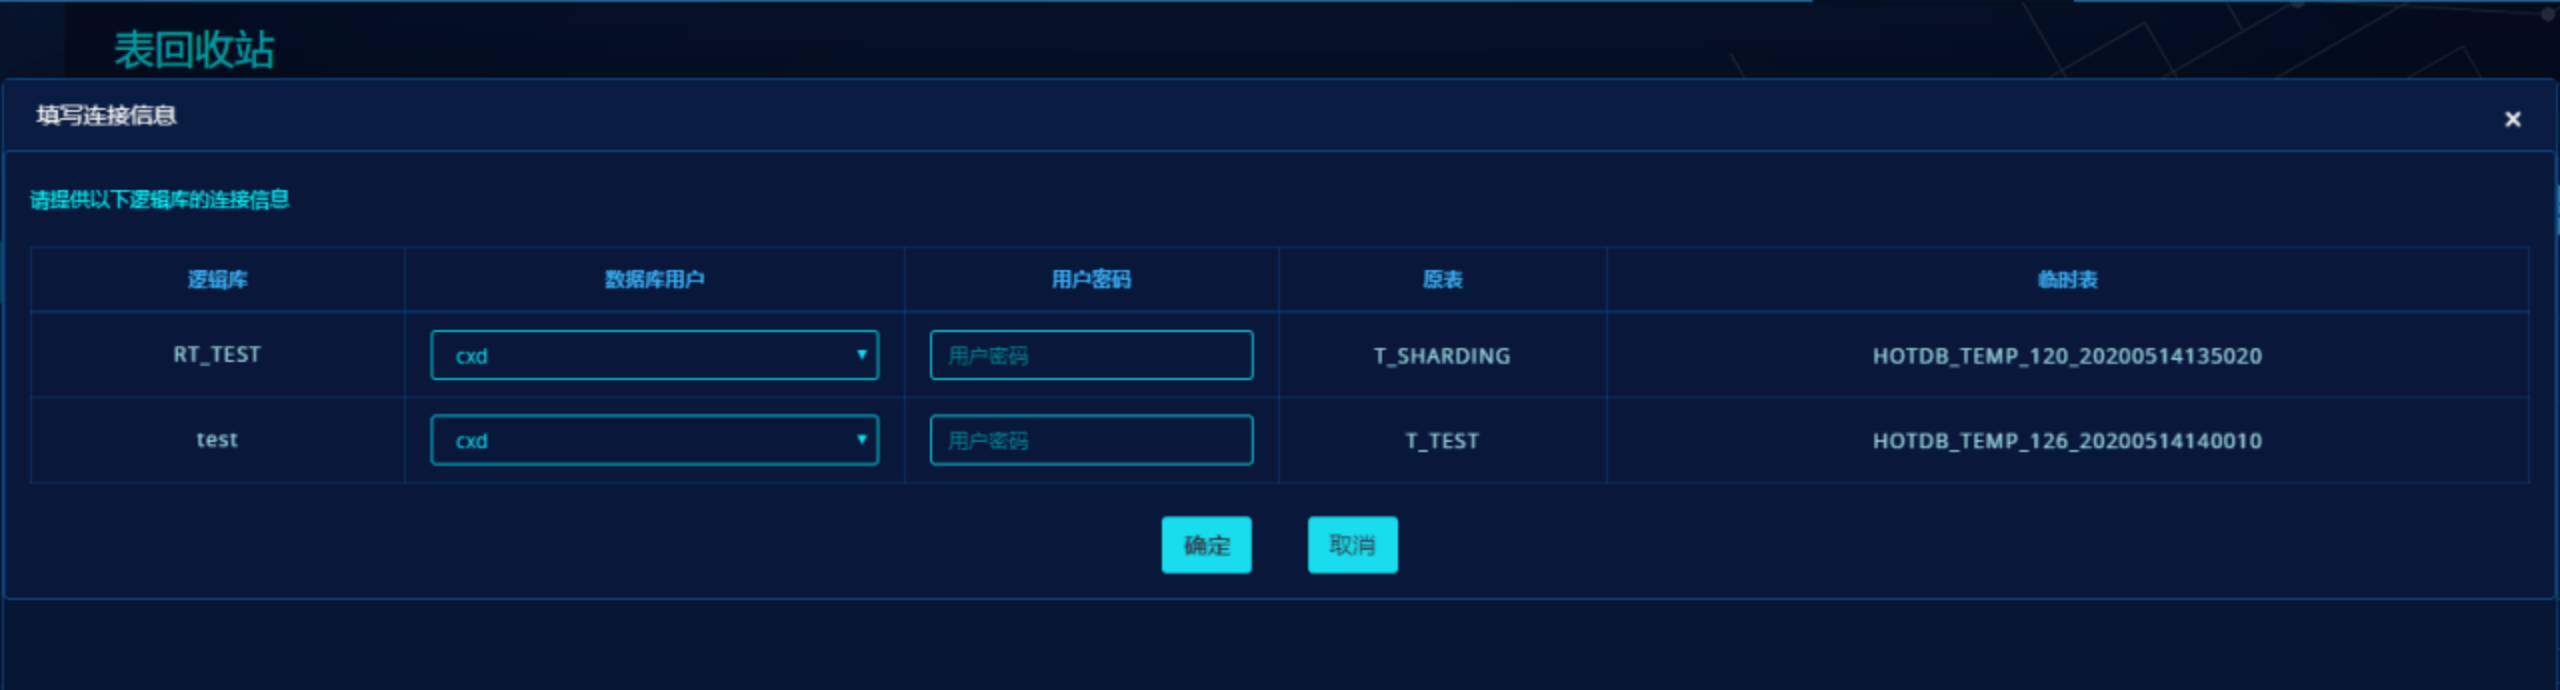 表回收站
填写连接信息 ×
请提供以下逻辑库的连接信息
逻辑库 数据库用户 用户密码 原表 临时表
RT_TEST cxd 用户密码 T_SHARDING HOTDB_TEMP_120_20200514135020
test cxd 用户密码 T_TEST HOTDB_TEMP_126_20200514140010
确定 取消